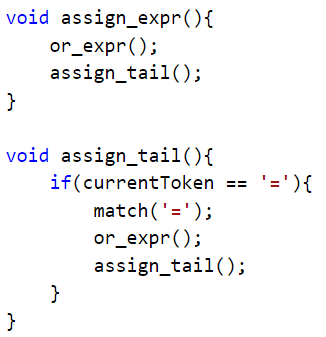 void assign_expr(){
    or_expr();
    assign_tail();
}

void assign_tail(){
    if(currentToken == '='){
        match('=');
        or_expr();
        assign_tail();
    }
}